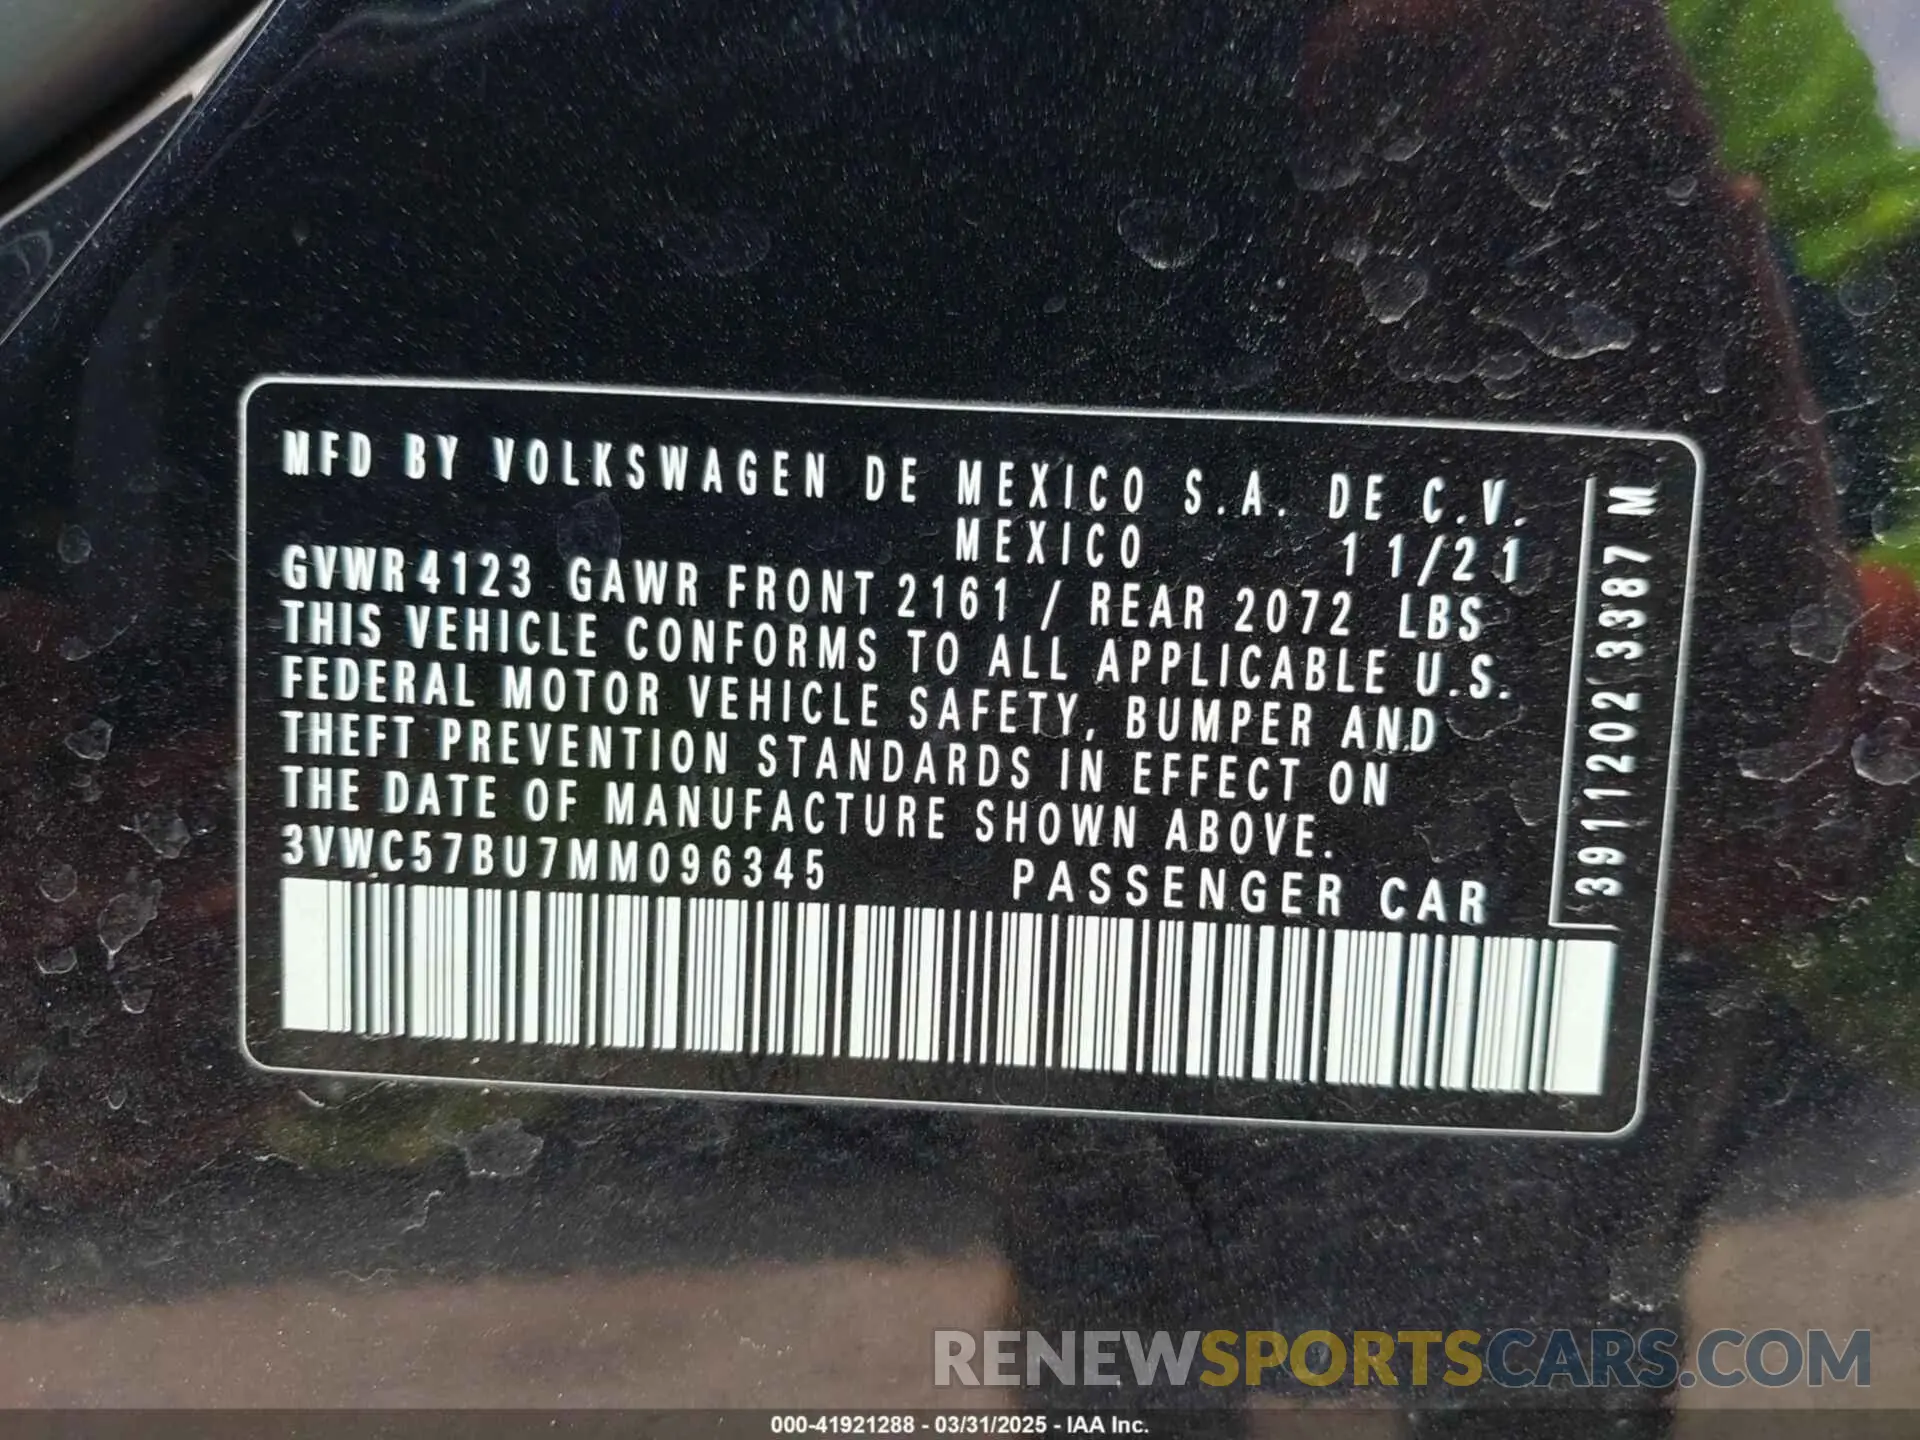 MFD BY VOLKSWAGEN DE MEXICO S.A. DE C.V.
MEXICO 11/21
GVWR 4123 GAWR FRONT 2161 / REAR 2072 LBS
THIS VEHICLE CONFORMS TO ALL APPLICABLE U.S.
FEDERAL MOTOR VEHICLE SAFETY, BUMPER AND
THEFT PREVENTION STANDARDS IN EFFECT ON
THE DATE OF MANUFACTURE SHOWN ABOVE.
3VWC57BU7MM096345 PASSENGER CAR
3911202 3387 M
RENEWSPORTSCARS.COM
000-41921288 - 03/31/2025 - IAA Inc.